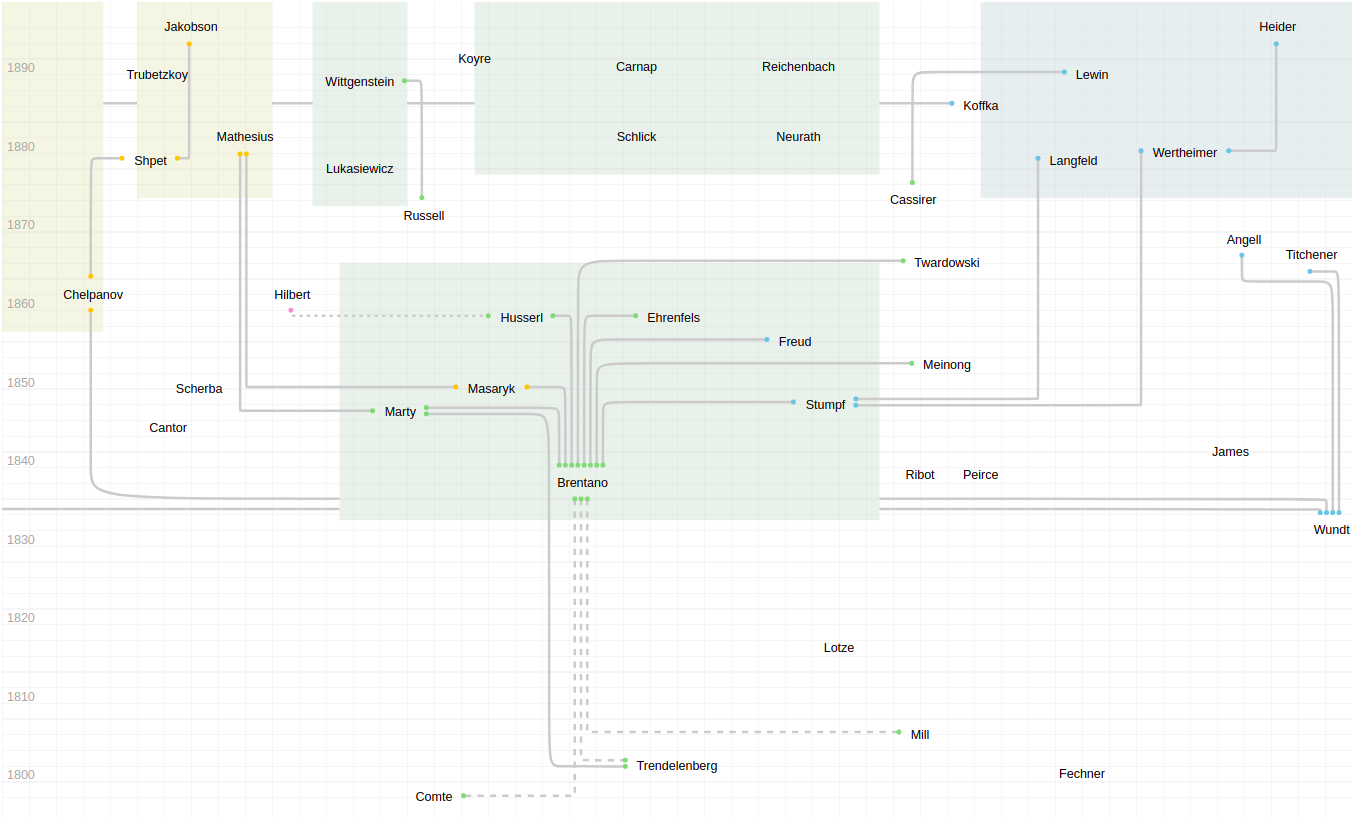 Jakobson
Heider
Koyre
1890
Carnap
Reichenbach
Trubetzkoy
Lewin
Wittgenstein
Koffka
Mathesius
Schlick
Neurath
1880
Wertheimer
Shpet
Langfeld
Lukasiewicz
Cassirer
Russell
1870
Angell
Titchener
Twardowski
Chelpanov
Hilbert
1860
Husserl
Ehrenfels
Freud
Meinong
1850
Scherba
Masaryk
Stumpf
Marty
Cantor
James
1840
Ribot
Peirce
Brentano
Wundt
1830
1820
Lotze
1810
Mill
Trendelenberg
1800
Fechner
Comte